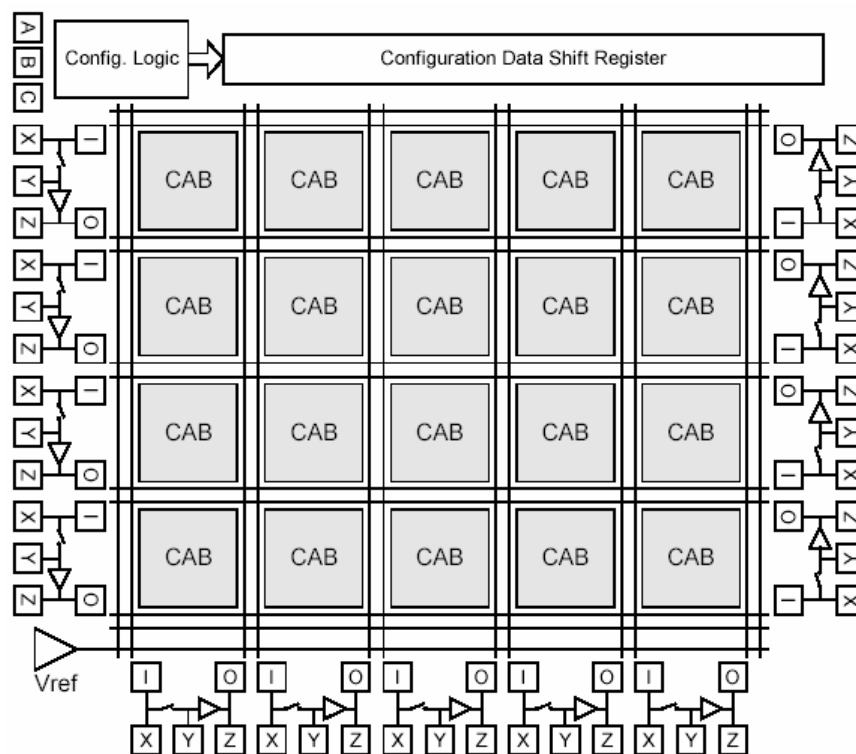 A
Config. Logic
Configuration Data Shift Register
B
C
X I O Z
CAB CAB CAB CAB CAB
Y Y
Z O I X
X I O Z
CAB CAB CAB CAB CAB
Y Y
Z O I X
X I O Z
CAB CAB CAB CAB CAB
Y Y
Z O I X
X I O Z
CAB CAB CAB CAB CAB
Y Y
Z O I X
Vref
I O I O I O I O I O
X Y Z X Y Z X Y Z X Y Z X Y Z